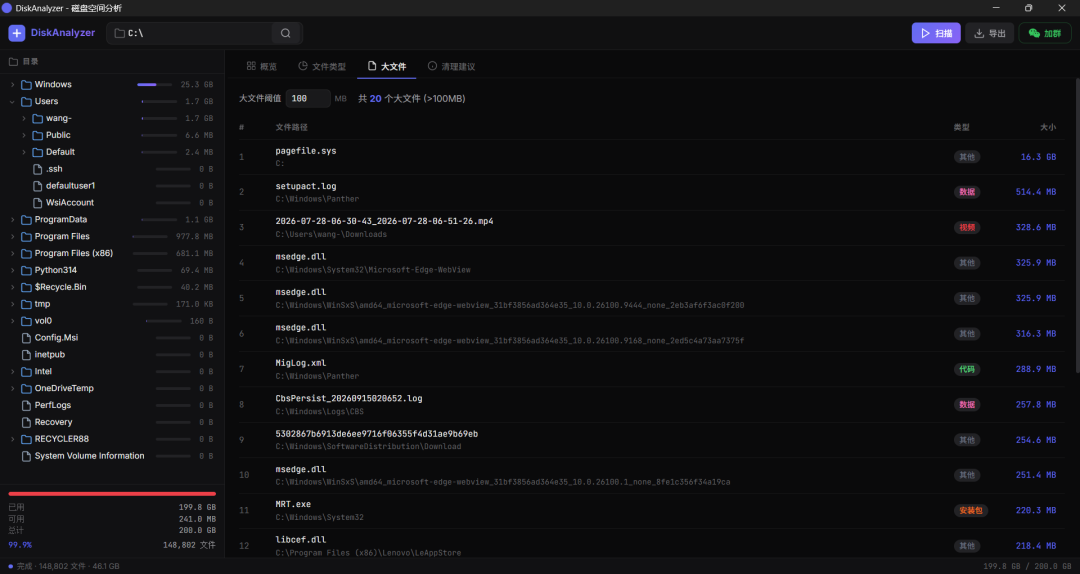 DiskAnalyzer - 磁盘空间分析
DiskAnalyzer
C:\
扫描
导出
加群
目录
Windows 25.3 GB
Users 1.7 GB
wang- 1.7 GB
Public 6.6 MB
Default 2.4 MB
.ssh 0 B
defaultuser1 0 B
WsiAccount 0 B
ProgramData 1.1 GB
Program Files 977.8 MB
Program Files (x86) 681.1 MB
Python314 69.4 MB
$Recycle.Bin 40.2 MB
tmp 171.0 KB
vol0 160 B
Config.Msi 0 B
inetpub 0 B
Intel 0 B
OneDriveTemp 0 B
PerfLogs 0 B
Recovery 0 B
RECYCLER88 0 B
System Volume Information 0 B
已用 199.8 GB
可用 241.0 MB
总计 200.0 GB
99.9% 148,802 文件
概览 文件类型 大文件 清理建议
大文件阈值 100 MB 共 20 个大文件 (>100MB)
# 文件路径 类型 大小
1 pagefile.sys 其他 16.3 GB
C:
2 setupact.log 数据 514.4 MB
C:\Windows\Panther
3 2026-07-28-06-30-43_2026-07-28-06-51-26.mp4 视频 328.6 MB
C:\Users\wang-\Downloads
4 msedge.dll 其他 325.9 MB
C:\Windows\System32\Microsoft-Edge-WebView
5 msedge.dll 其他 325.9 MB
C:\Windows\WinSxS\amd64_microsoft-edge-webview_31bf3856ad364e35_10.0.26100.9444_none_2eb3af6f3ac0f200
6 msedge.dll 其他 316.3 MB
C:\Windows\WinSxS\amd64_microsoft-edge-webview_31bf3856ad364e35_10.0.26100.9168_none_2ed5c4a73aa7375f
7 MigLog.xml 代码 288.9 MB
C:\Windows\Panther
8 CbsPersist_20260915020652.log 数据 257.8 MB
C:\Windows\Logs\CBS
9 5302867b6913de6ee9716f06355f4d31ae9b69eb 其他 254.6 MB
C:\Windows\SoftwareDistribution\Download
10 msedge.dll 其他 251.4 MB
C:\Windows\WinSxS\amd64_microsoft-edge-webview_31bf3856ad364e35_10.0.26100.1_none_8fe1c356f34a19ca
11 MRT.exe 安装包 220.3 MB
C:\Windows\System32
12 libcef.dll 其他 218.4 MB
C:\Program Files (x86)\Lenovo\LeAppStore
完成 · 148,802 文件 · 46.1 GB
199.8 GB / 200.0 GB